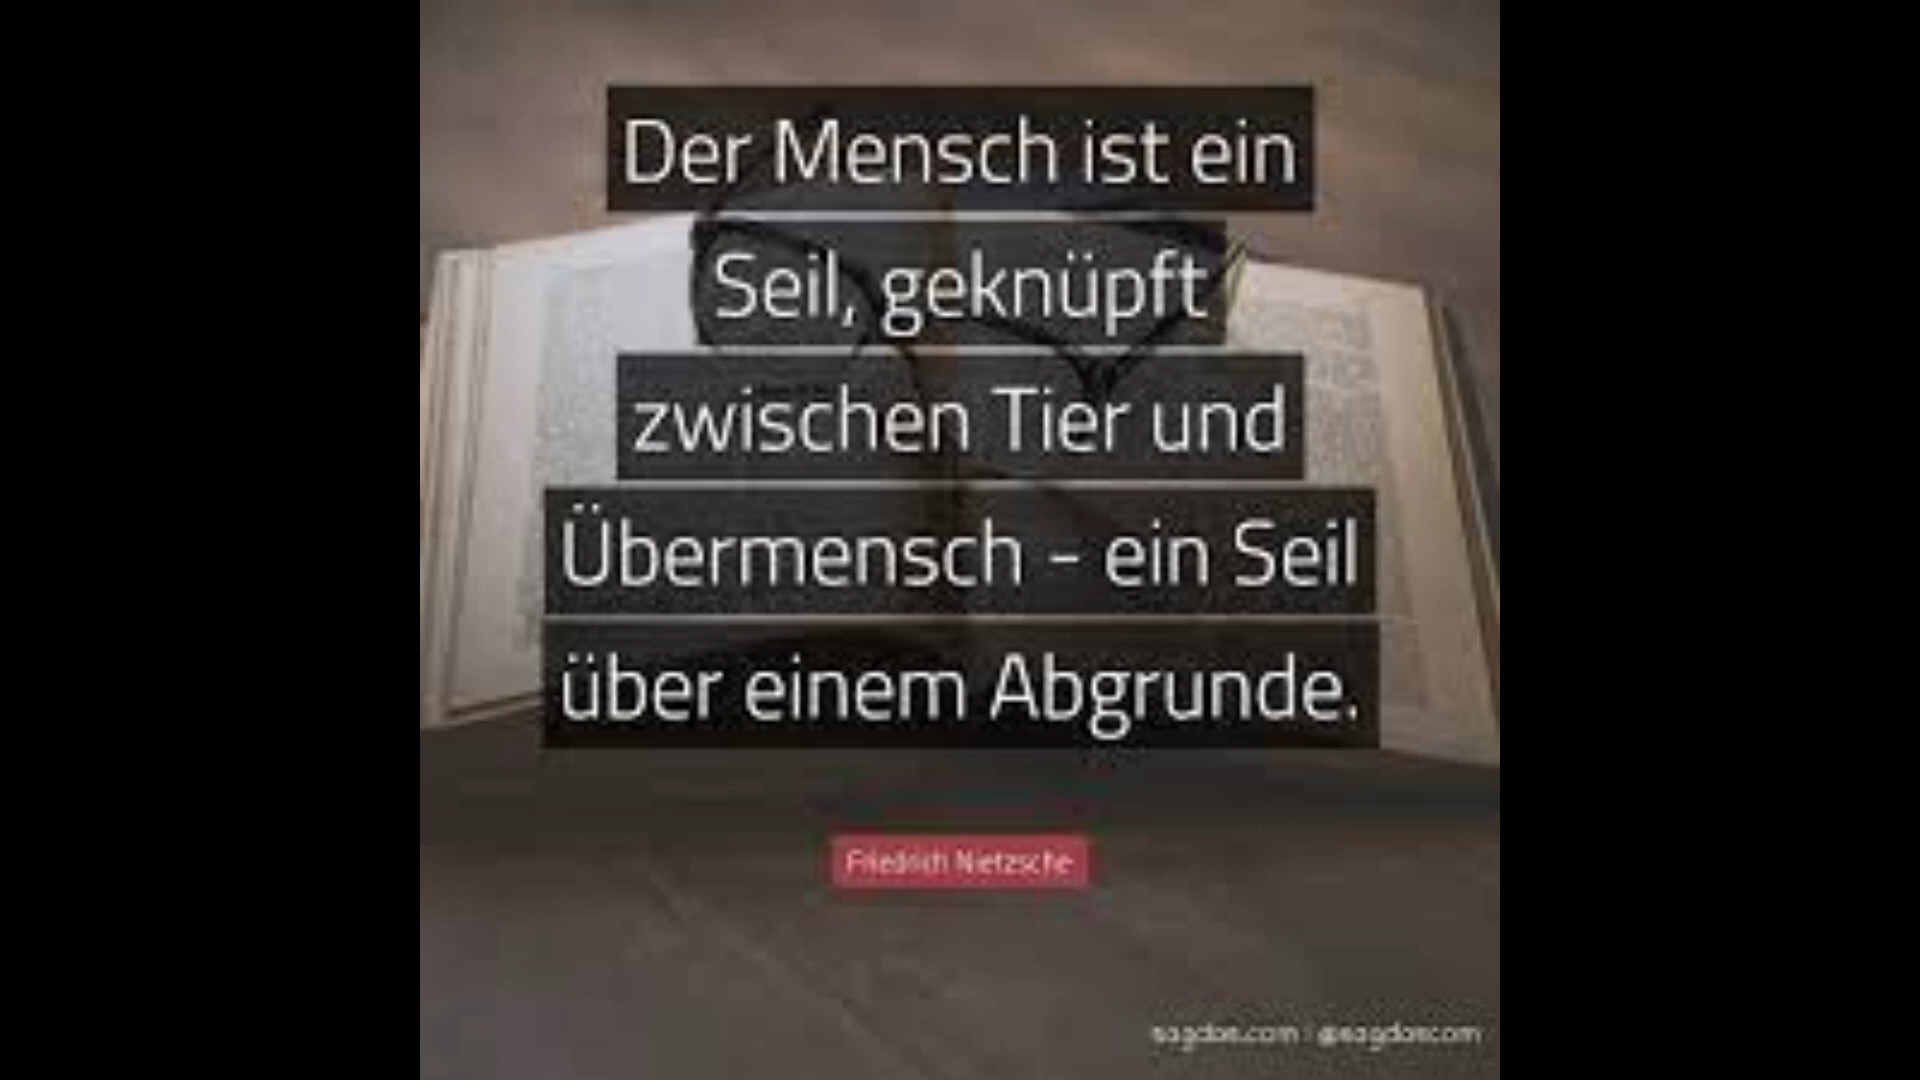 Der Mensch ist ein
Seil, geknüpft
zwischen Tier und
Übermensch - ein Seil
über einem Abgrunde.
Friedrich Nietzsche
sagdas.com | @sagdascom